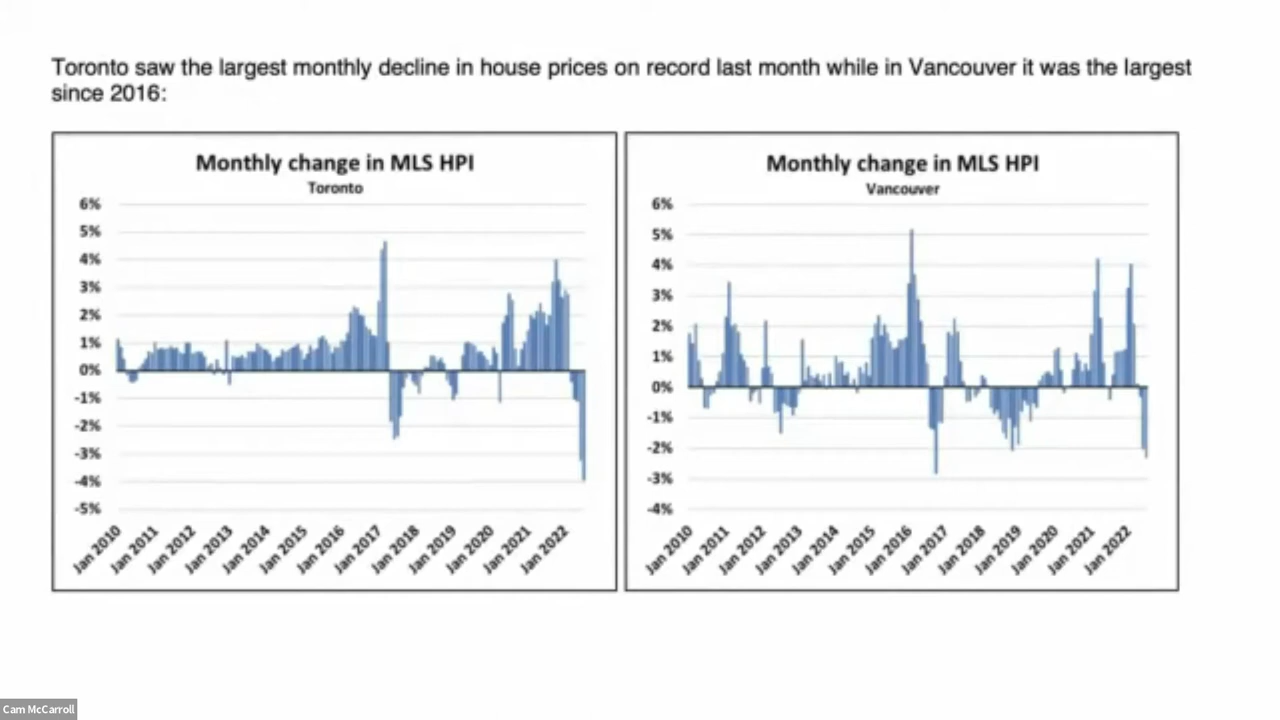 Toronto saw the largest monthly decline in house prices on record last month while in Vancouver it was the largest
since 2016:
Monthly change in MLS HPI
Toronto
6%
5%
4%
3%
2%
1%
0%
-1%
-2%
-3%
-4%
-5%
Jan 2010
Jan 2011
Jan 2012
Jan 2013
Jan 2014
Jan 2015
Jan 2016
Jan 2017
Jan 2018
Jan 2019
Jan 2020
Jan 2021
Jan 2022
Monthly change in MLS HPI
Vancouver
6%
5%
4%
3%
2%
1%
0%
-1%
-2%
-3%
-4%
Jan 2010
Jan 2011
Jan 2012
Jan 2013
Jan 2014
Jan 2015
Jan 2016
Jan 2017
Jan 2018
Jan 2019
Jan 2020
Jan 2021
Jan 2022
Cam McCarroll